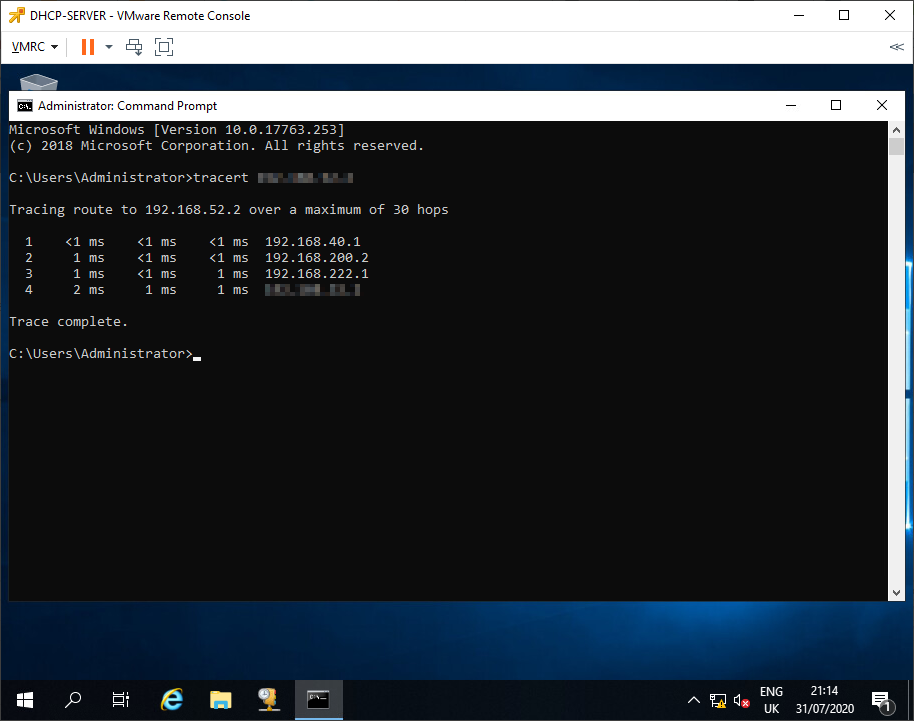 DHCP-SERVER - VMware Remote Console
VMRC
Administrator: Command Prompt
Microsoft Windows [Version 10.0.17763.253]
(c) 2018 Microsoft Corporation. All rights reserved.
C:\Users\Administrator>tracert
Tracing route to 192.168.52.2 over a maximum of 30 hops
1 <1 ms <1 ms <1 ms 192.168.40.1
2 1 ms <1 ms <1 ms 192.168.200.2
3 1 ms <1 ms 1 ms 192.168.222.1
4 2 ms 1 ms 1 ms
Trace complete.
C:\Users\Administrator>_
ENG 21:14
UK 31/07/2020
1